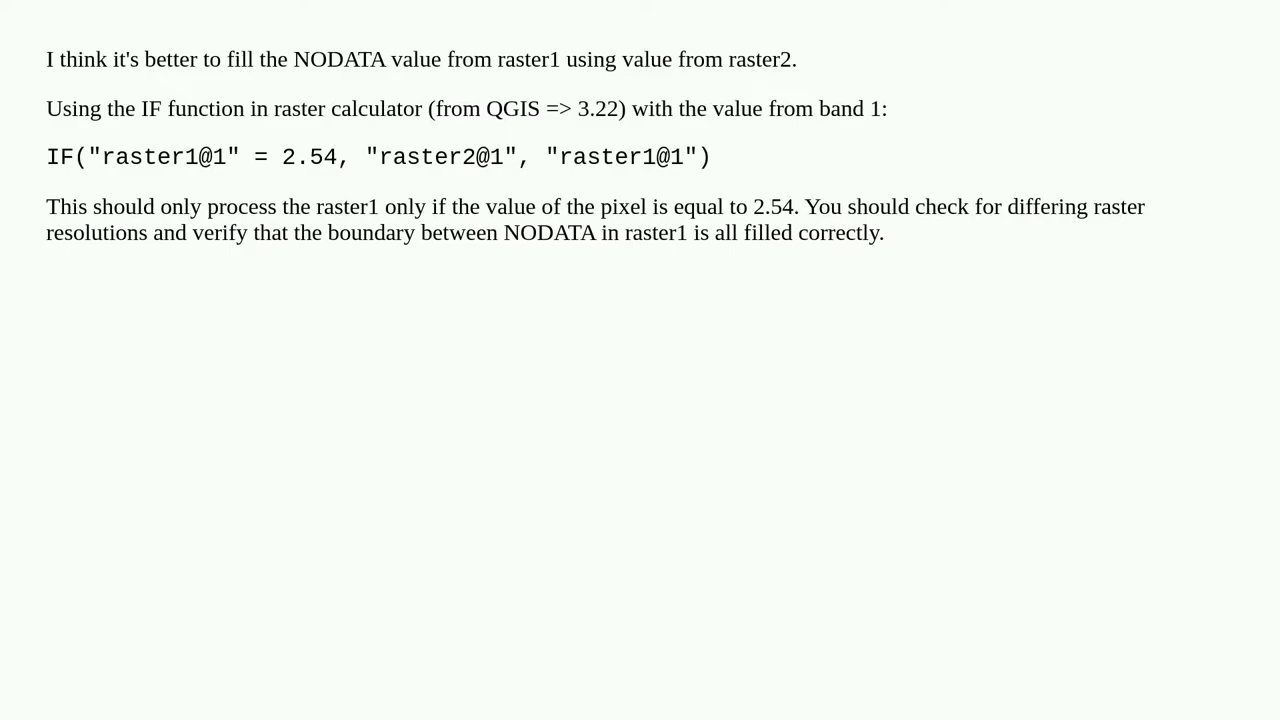 I think it's better to fill the NODATA value from raster1 using value from raster2.
Using the IF function in raster calculator (from QGIS => 3.22) with the value from band 1:
IF("raster1@1" = 2.54, "raster2@1", "raster1@1")
This should only process the raster1 only if the value of the pixel is equal to 2.54. You should check for differing raster
resolutions and verify that the boundary between NODATA in raster1 is all filled correctly.